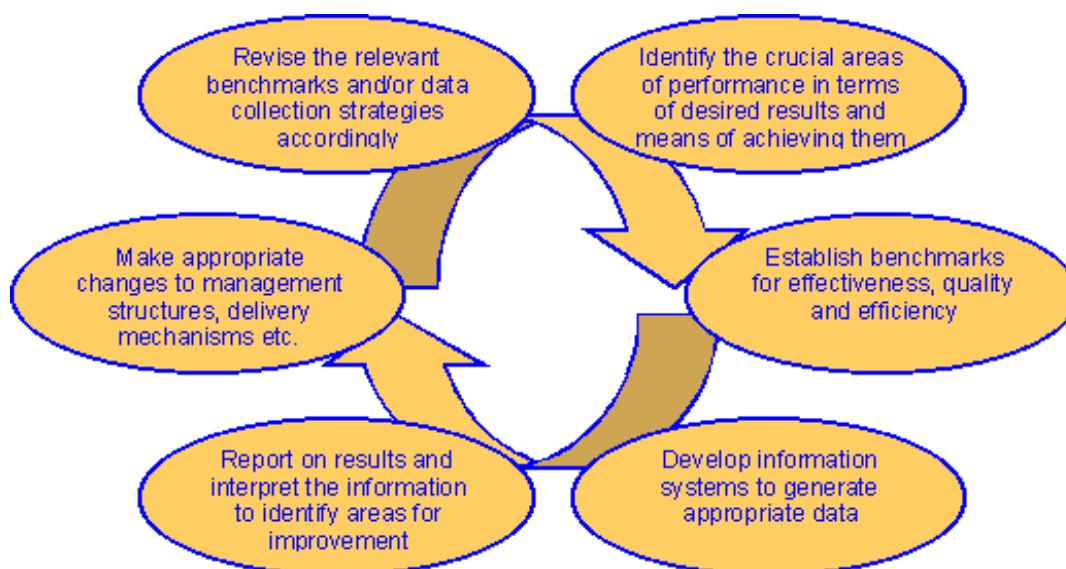 Revise the relevant
benchmarks and/or data
collection strategies
accordingly
Identify the crucial areas
of performance in terms
of desired results and
means of achieving them
Make appropriate
changes to management
structures, delivery
mechanisms etc.
Establish benchmarks
for effectiveness, quality
and efficiency
Report on results and
interpret the information
to identify areas for
improvement
Develop information
systems to generate
appropriate data